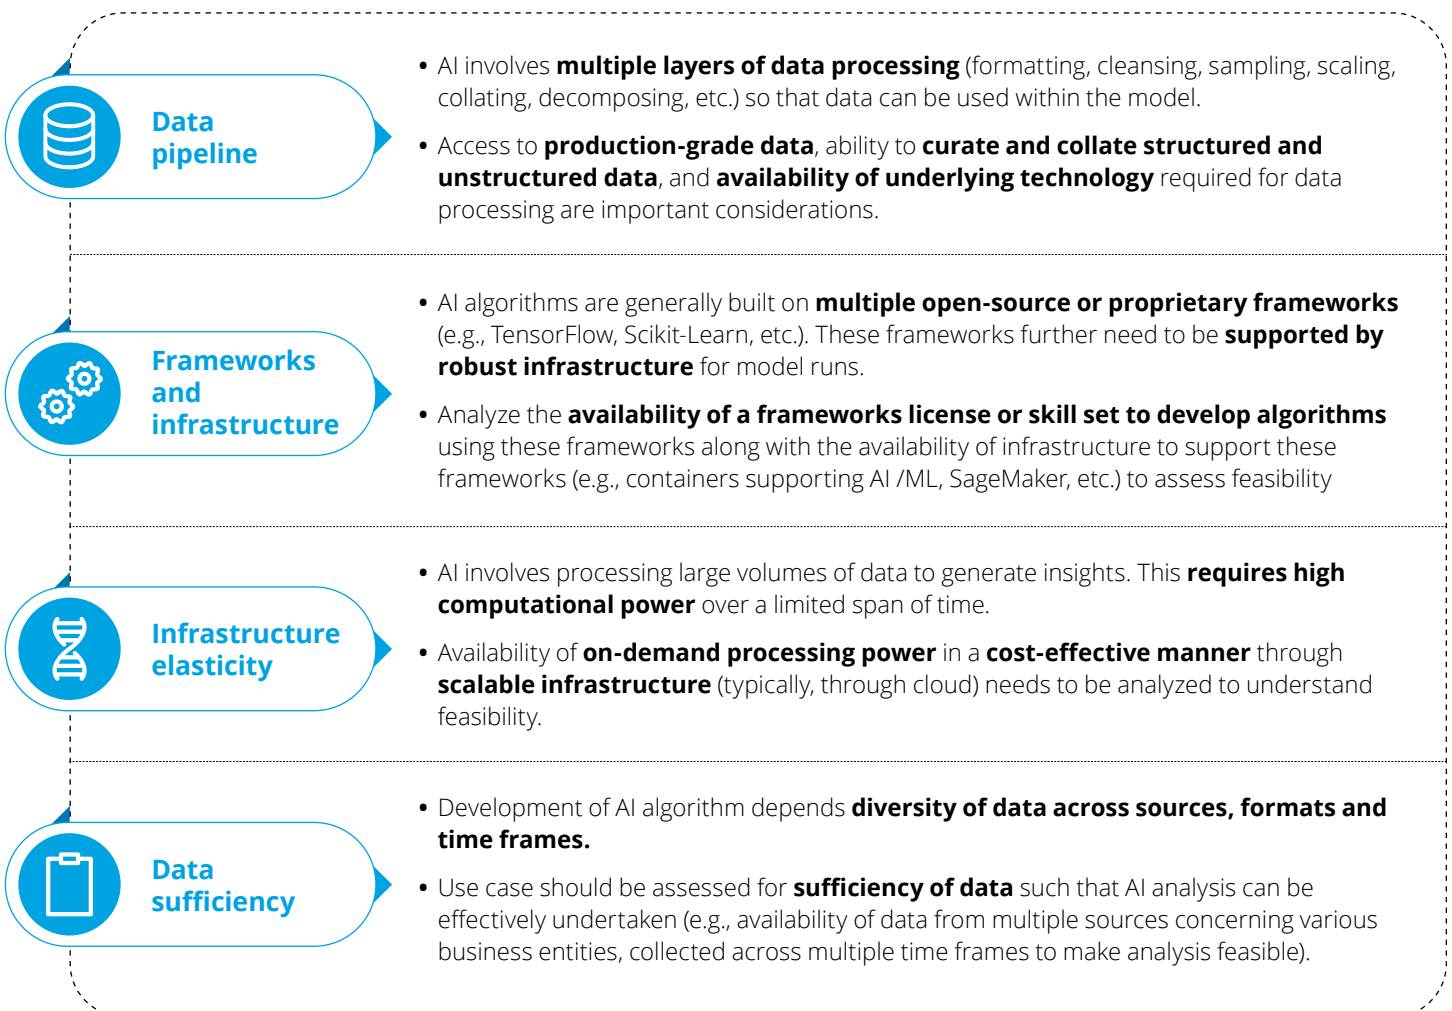 Data
pipeline
• AI involves multiple layers of data processing (formatting, cleansing, sampling, scaling,
collating, decomposing, etc.) so that data can be used within the model.
• Access to production-grade data, ability to curate and collate structured and
unstructured data, and availability of underlying technology required for data
processing are important considerations.
Frameworks
and
infrastructure
• AI algorithms are generally built on multiple open-source or proprietary frameworks
(e.g., TensorFlow, Scikit-Learn, etc.). These frameworks further need to be supported by
robust infrastructure for model runs.
• Analyze the availability of a frameworks license or skill set to develop algorithms
using these frameworks along with the availability of infrastructure to support these
frameworks (e.g., containers supporting AI /ML, SageMaker, etc.) to assess feasibility
Infrastructure
elasticity
• AI involves processing large volumes of data to generate insights. This requires high
computational power over a limited span of time.
• Availability of on-demand processing power in a cost-effective manner through
scalable infrastructure (typically, through cloud) needs to be analyzed to understand
feasibility.
Data
sufficiency
• Development of AI algorithm depends diversity of data across sources, formats and
time frames.
• Use case should be assessed for sufficiency of data such that AI analysis can be
effectively undertaken (e.g., availability of data from multiple sources concerning various
business entities, collected across multiple time frames to make analysis feasible).